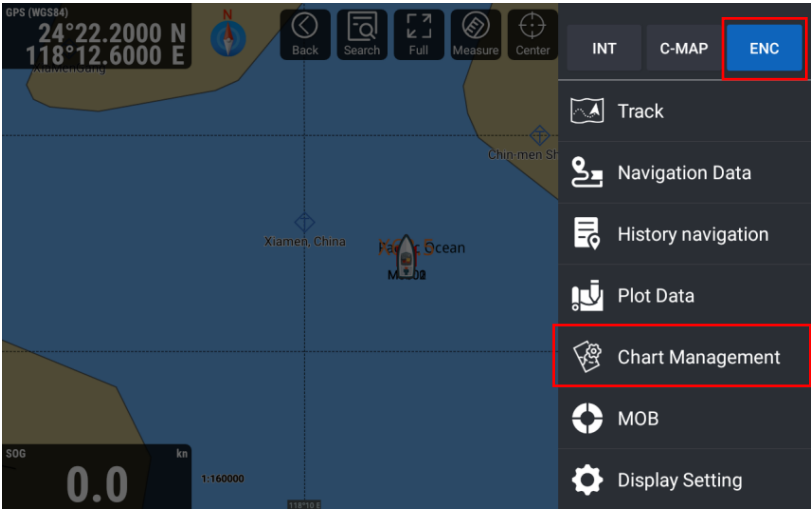 GPS (WGS84)
24°22.2000 N
118°12.6000 E
N
Back
Search
Full
Measure
Center
INT
C-MAP
ENC
Track
Navigation Data
History navigation
Plot Data
Chart Management
MOB
Display Setting
Chin-men Sh
Xiamen, China
Ocean
SOG
kn
0.0
1:160000
118°10'E